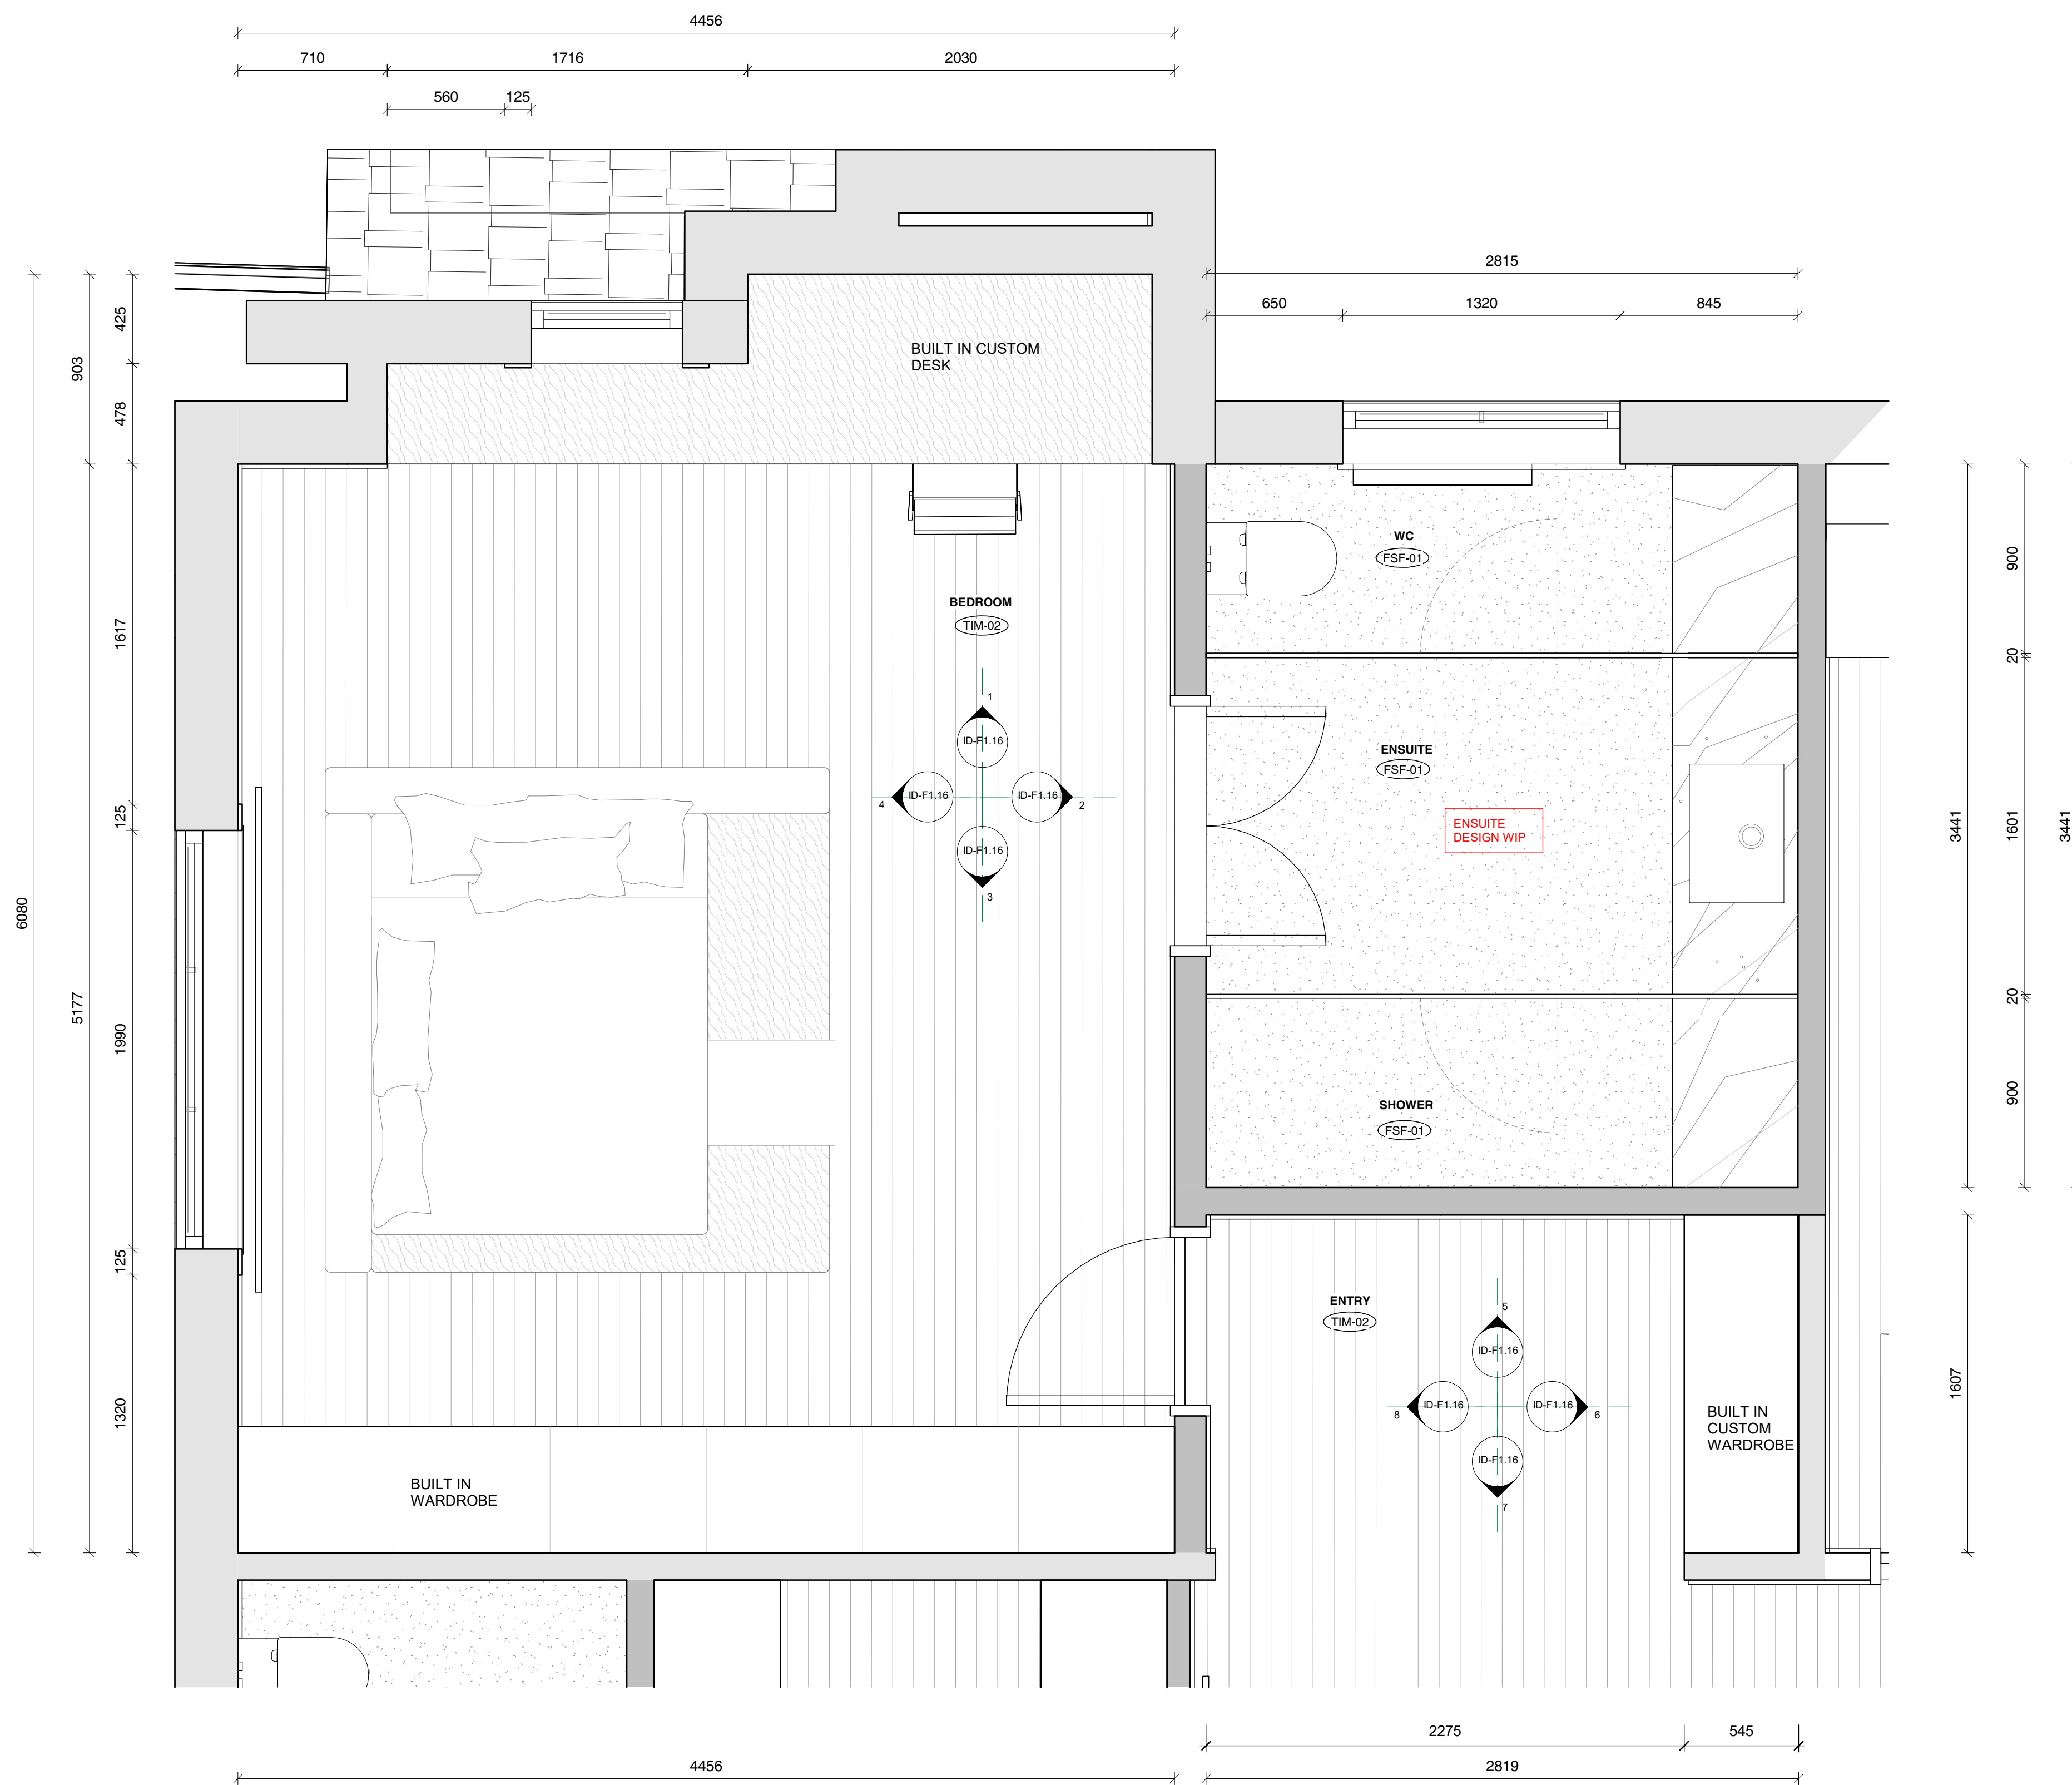 4456
710 1716 2030
560 125
2815
650 1320 845
425
903
478
BUILT IN CUSTOM
DESK
WC
FSF-01
900
BEDROOM
TIM-02
1617
20
1
ID-F1.16
4 ID-F1.16 ID-F1.16 2
ID-F1.16
3
ENSUITE
FSF-01
ENSUITE
DESIGN WIP
125
3441
1601
3441
6080
5177
1990
20
900
SHOWER
FSF-01
125
ENTRY
TIM-02
5
ID-F1.16
8 ID-F1.16 ID-F1.16 6
ID-F1.16
7
1320
1607
BUILT IN
CUSTOM
WARDROBE
BUILT IN
WARDROBE
2275 545
4456 2819